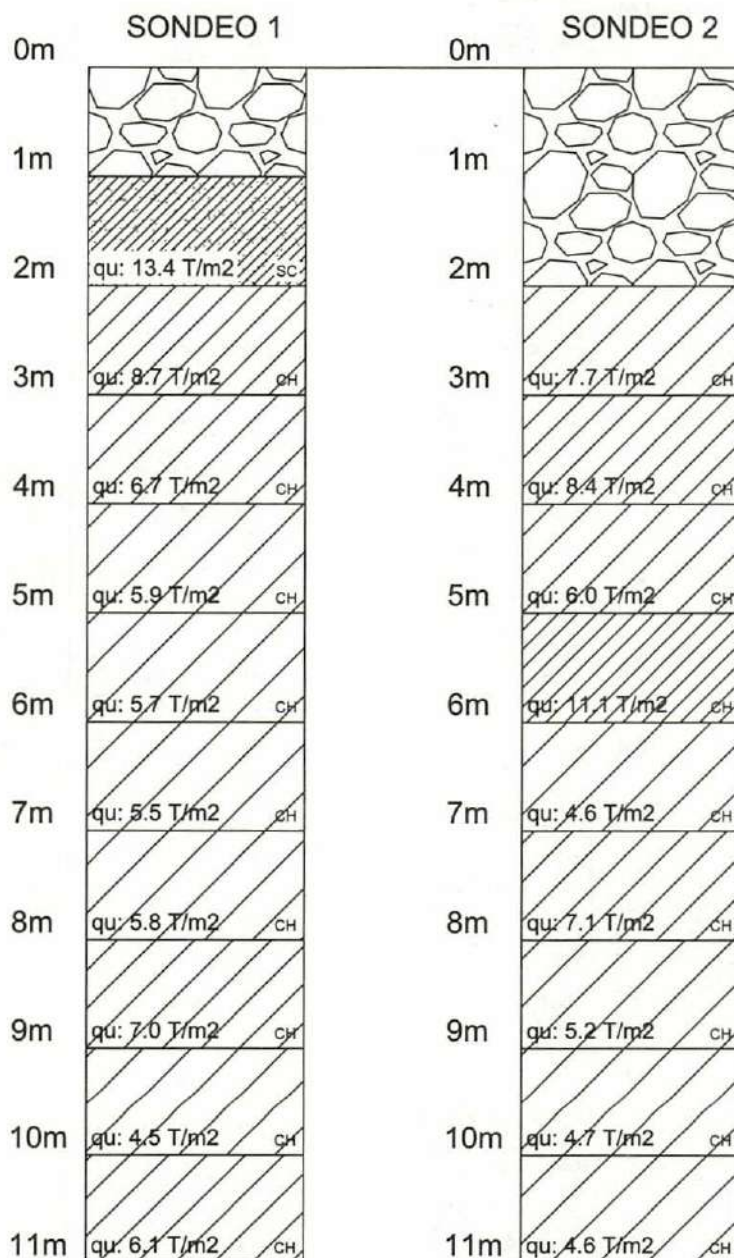 SONDEO 1 SONDEO 2
0m 0m
1m 1m
2m qu: 13.4 T/m2 SC 2m
3m qu: 8.7 T/m2 CH 3m qu: 7.7 T/m2 CH
4m qu: 6.7 T/m2 CH 4m qu: 8.4 T/m2 CH
5m qu: 5.9 T/m2 CH 5m qu: 6.0 T/m2 CH
6m qu: 5.7 T/m2 CH 6m qu: 11.1 T/m2 CH
7m qu: 5.5 T/m2 CH 7m qu: 4.6 T/m2 CH
8m qu: 5.8 T/m2 CH 8m qu: 7.1 T/m2 CH
9m qu: 7.0 T/m2 CH 9m qu: 5.2 T/m2 CH
10m qu: 4.5 T/m2 CH 10m qu: 4.7 T/m2 CH
11m qu: 6.1 T/m2 CH 11m qu: 4.6 T/m2 CH